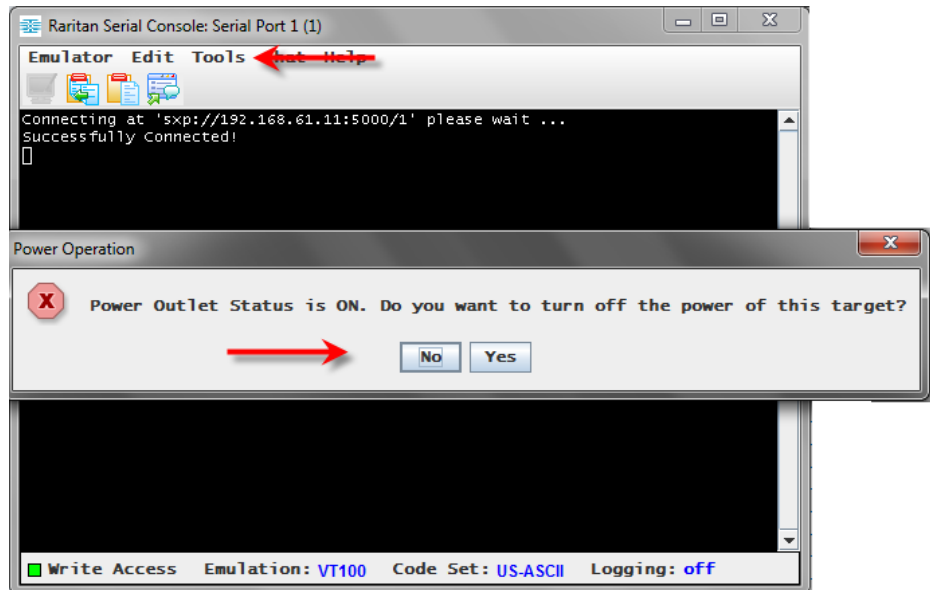 Raritan Serial Console: Serial Port 1 (1)
Emulator Edit Tools Chat Help
Connecting at 'sxp://192.168.61.11:5000/1' please wait ...
Successfully Connected!
Power Operation
Power Outlet Status is ON. Do you want to turn off the power of this target?
No Yes
Write Access Emulation: VT100 Code Set: US-ASCII Logging: off